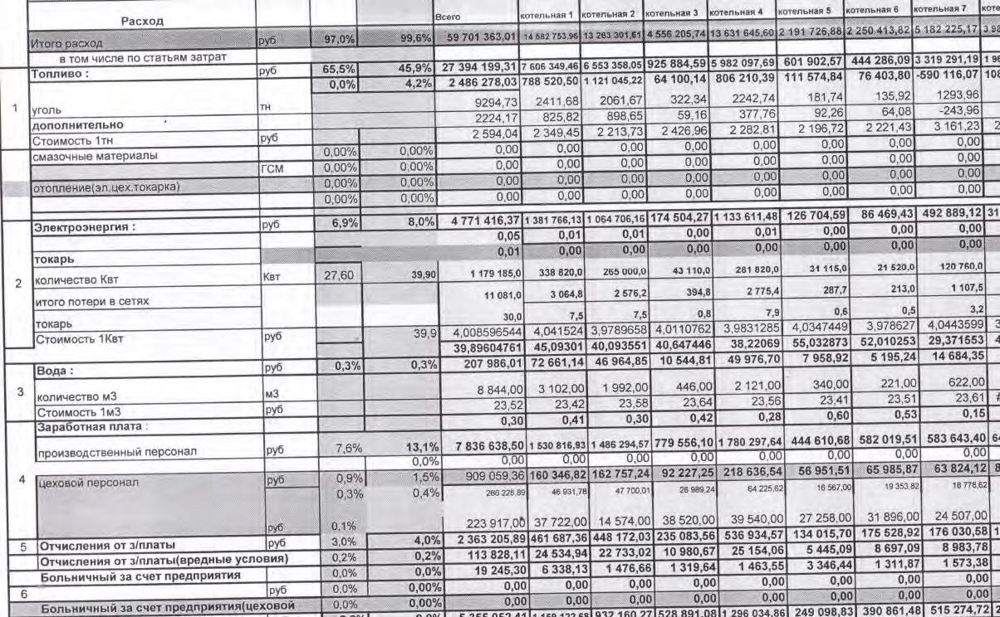 Расход Всего котельная 1 котельная 2 котельная 3 котельная 4 котельная 5 котельная 6 котельная 7 коте
Итого расход руб 97,0% 99,6% 59 701 363,01 14 582 753,96 13 263 301,61 4 556 205,74 13 631 645,60 2 191 726,88 2 250 413,82 5 182 225,17 3 98
в том числе по статьям затрат
1 Топливо : руб 65,5% 45,9% 27 394 199,31 7 606 349,46 6 553 358,05 925 884,59 5 982 097,69 601 902,57 444 286,09 3 319 291,19 1 96
0,0% 4,2% 2 486 278,03 788 520,50 1 121 045,22 64 100,14 806 210,39 111 574,84 76 403,80 -590 116,07 108
уголь тн 9294,73 2411,68 2061,67 322,34 2242,74 181,74 135,92 1293,96
дополнительно 2224,17 825,82 898,65 59,16 377,76 92,26 64,08 -243,96
Стоимость 1тн руб 2 594,04 2 349,45 2 213,73 2 426,96 2 282,81 2 196,72 2 221,43 3 161,23 2
смазочные материалы 0,00% 0,00% 0,00 0,00 0,00 0,00 0,00 0,00 0,00 0,00
ГСМ 0,00% 0,00% 0,00 0,00 0,00 0,00 0,00 0,00 0,00 0,00
отопление(эл.цех.токарка) 0,00% 0,00% 0,00 0,00 0,00 0,00 0,00 0,00 0,00 0,00
0,00% 0,00% 0,00 0,00 0,00 0,00 0,00 0,00 0,00 0,00
2 Электроэнергия : руб 6,9% 8,0% 4 771 416,37 1 381 766,13 1 064 706,16 174 504,27 1 133 611,48 126 704,59 86 469,43 492 889,12 31
0,05 0,01 0,01 0,00 0,01 0,00 0,00 0,00
токарь 0,01 0,00 0,00 0,00 0,00 0,00 0,00 0,00
количество Квт Квт 27,60 39,90 1 179 185,0 338 820,0 265 000,0 43 110,0 281 820,0 31 115,0 21 520,0 120 760,0
итого потери в сетях 11 081,0 3 064,8 2 576,2 394,8 2 775,4 287,7 213,0 1 107,5
токарь 30,0 7,5 7,5 0,8 7,9 0,6 0,5 3,2
Стоимость 1Квт руб 39,9 4,008596544 4,041524 3,9789658 4,0110762 3,9831285 4,0347449 3,978627 4,0443599 3
39,89604761 45,09301 40,093551 40,647446 38,22069 55,032873 52,010253 29,371553 4
3 Вода : руб 0,3% 0,3% 207 986,01 72 661,14 46 964,85 10 544,81 49 976,70 7 958,92 5 195,24 14 684,35
количество м3 м3 8 844,00 3 102,00 1 992,00 446,00 2 121,00 340,00 221,00 622,00
Стоимость 1м3 руб 23,52 23,42 23,58 23,64 23,56 23,41 23,51 23,61 #
4 Заработная плата : 0,30 0,41 0,30 0,42 0,28 0,60 0,53 0,15
производственный персонал руб 7,6% 13,1% 7 836 638,50 1 530 816,93 1 486 294,57 779 556,10 1 780 297,64 444 610,68 582 019,51 583 643,40 64
0,0% 0,00 0,00 0,00 0,00 0,00 0,00 0,00 0,00
цеховой персонал руб 0,9% 1,5% 909 059,36 160 346,82 162 757,24 92 227,25 218 636,54 56 951,51 65 985,87 63 824,12 8
0,3% 0,4% 266 226,89 46 931,78 47 700,01 26 989,24 64 225,62 16 567,00 19 353,82 18 778,62
руб 0,1% 223 917,00 37 722,00 14 574,00 38 520,00 39 540,00 27 258,00 31 896,00 24 507,00
5 Отчисления от з/платы руб 3,0% 4,0% 2 363 205,89 461 687,36 448 172,03 235 083,56 536 934,57 134 015,70 175 528,92 176 030,58 1
Отчисления от з/платы(вредные условия) 0,2% 0,2% 113 828,11 24 534,94 22 733,02 10 980,67 25 154,06 5 445,09 8 697,09 8 983,78
Больничный за счет предприятия 0,0% 0,0% 19 245,30 6 338,13 1 476,66 1 319,64 1 463,55 3 346,44 1 311,87 1 573,38
6 руб 0,0% 0,00% 0,00 0,00 0,00 0,00 0,00 0,00 0,00 0,00
Больничный за счет предприятия(цеховой 0,0% 0,00% 0,00 0,00 0,00 0,00 0,00 0,00 0,00 0,00
932 160,27 528 891,08 1 296 034,86 249 098,83 390 861,48 515 274,72